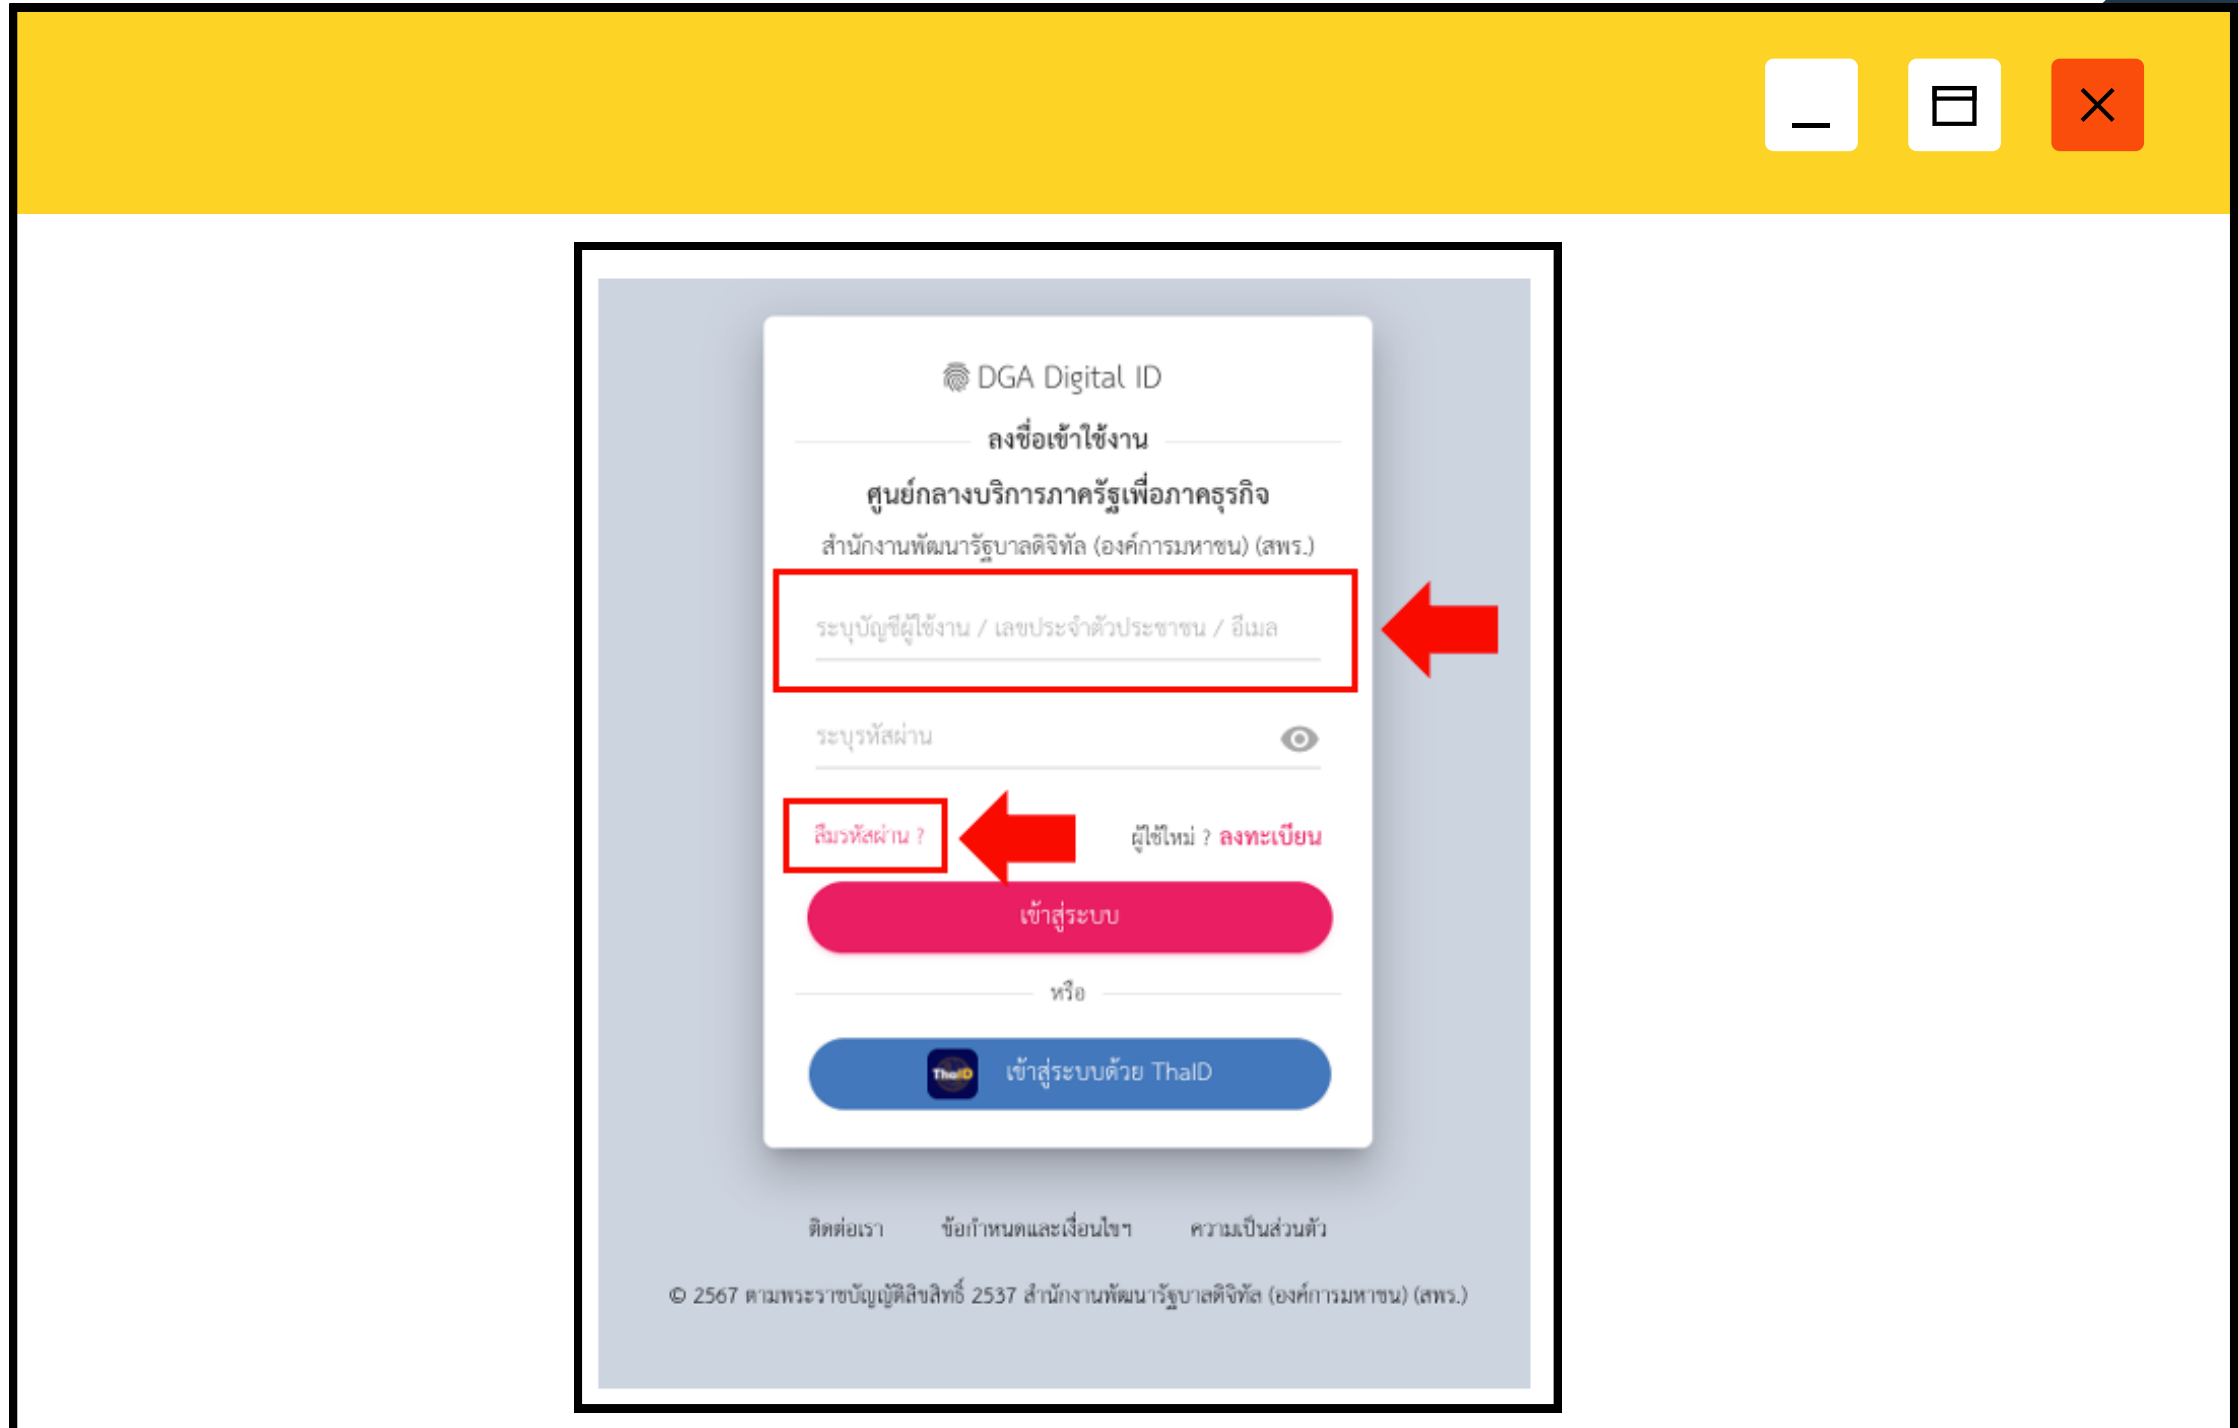 DGA Digital ID
ลงชื่อเข้าใช้งาน
ศูนย์กลางบริการภาครัฐเพื่อภาคธุรกิจ
สำนักงานพัฒนารัฐบาลดิจิทัล (องค์การมหาชน) (สพร.)
ระบุบัญชีผู้ใช้งาน / เลขประจำตัวประชาชน / อีเมล
ระบุรหัสผ่าน
ลืมรหัสผ่าน ? ผู้ใช้ใหม่ ? ลงทะเบียน
เข้าสู่ระบบ
หรือ
ThaID เข้าสู่ระบบด้วย ThaID
ติดต่อเรา ข้อกำหนดและเงื่อนไขฯ ความเป็นส่วนตัว
© 2567 ตามพระราชบัญญัติลิขสิทธิ์ 2537 สำนักงานพัฒนารัฐบาลดิจิทัล (องค์การมหาชน) (สพร.)